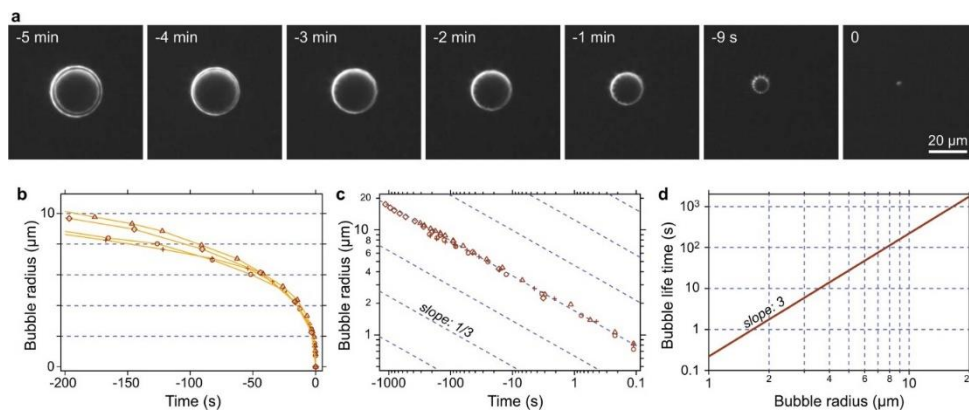 a
-5 min
-4 min
-3 min
-2 min
-1 min
-9 s
0
20 µm
b
Bubble radius (µm)
10
0
-200
-150
-100
-50
0
Time (s)
c
Bubble radius (µm)
10
8
6
4
2
1
slope: 1/3
-1000
-100
-10
1
0.1
Time (s)
d
Bubble life time (s)
10³
10²
10
1
0.1
slope: 3
1
2
4
6
8
10
2
Bubble radius (µm)